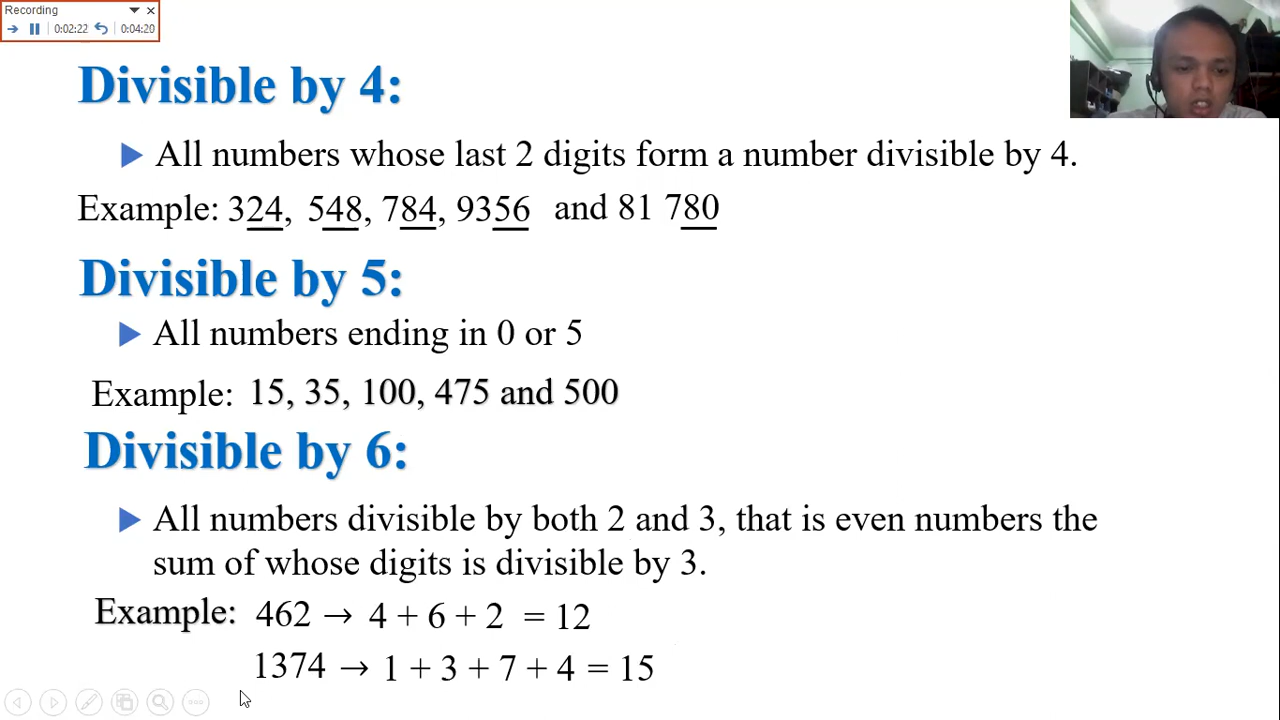 Recording
0:02:22 0:04:20
Divisible by 4:
All numbers whose last 2 digits form a number divisible by 4.
Example: 324, 548, 784, 9356 and 81 780
Divisible by 5:
All numbers ending in 0 or 5
Example: 15, 35, 100, 475 and 500
Divisible by 6:
All numbers divisible by both 2 and 3, that is even numbers the
sum of whose digits is divisible by 3.
Example: 462 → 4 + 6 + 2 = 12
1374 → 1 + 3 + 7 + 4 = 15